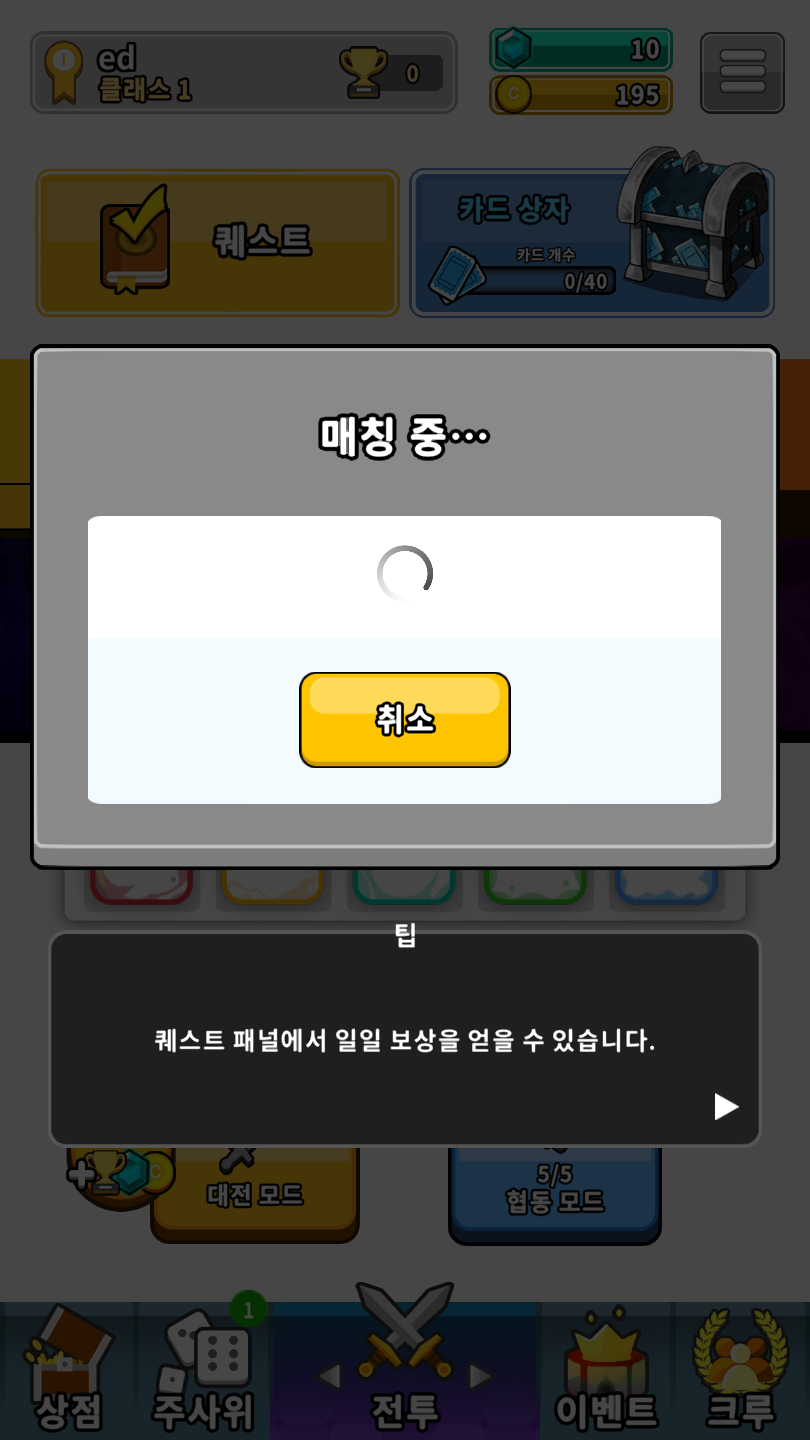 ed
클래스 1
0
10
195
퀘스트
카드 상자
카드 개수
0/40
매칭 중…
취소
팁
퀘스트 패널에서 일일 보상을 얻을 수 있습니다.
대전 모드
5/5
협동 모드
1
상점
주사위
전투
이벤트
크루